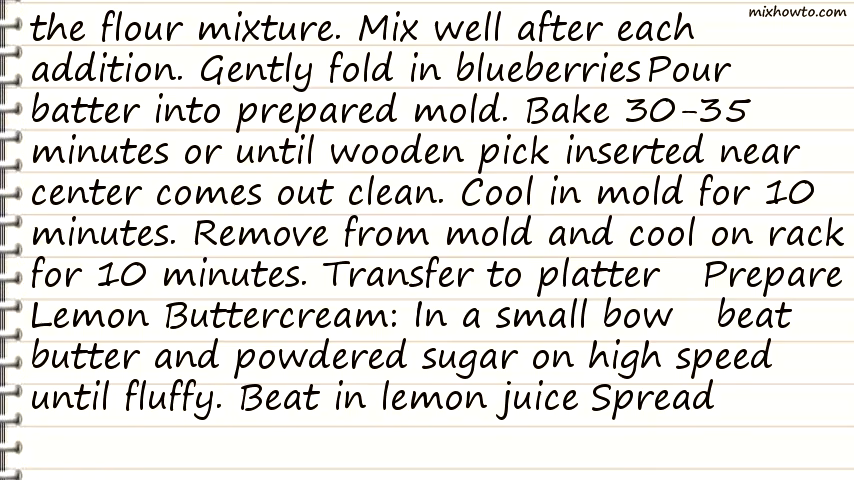 mixhowto.com
the flour mixture. Mix well after each
addition. Gently fold in blueberries Pour
batter into prepared mold. Bake 30-35
minutes or until wooden pick inserted near
center comes out clean. Cool in mold for 10
minutes. Remove from mold and cool on rack
for 10 minutes. Transfer to platter Prepare
Lemon Buttercream: In a small bow beat
butter and powdered sugar on high speed
until fluffy. Beat in lemon juice Spread